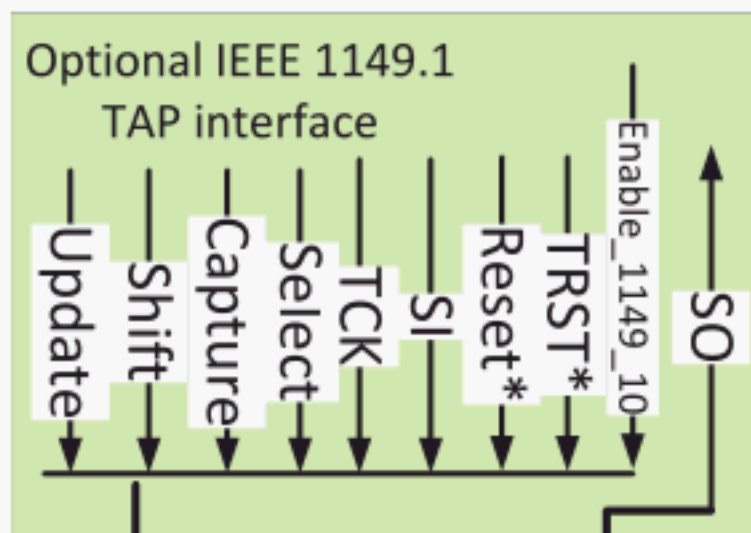 Optional IEEE 1149.1
TAP interface
Update
Shift
Capture
Select
TCK
SI
Reset*
TRST*
Enable_1149_10
SO